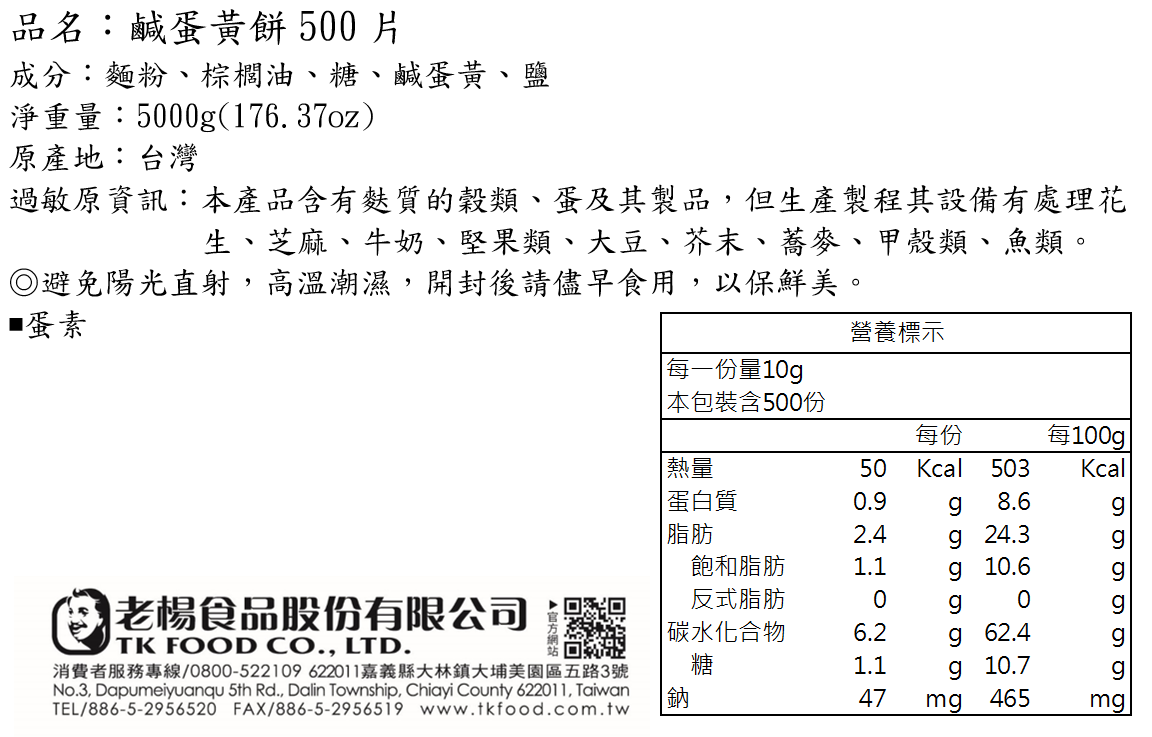 品名：鹹蛋黃餅500片
成分：麵粉、棕櫚油、糖、鹹蛋黃、鹽
淨重量：5000g(176.37oz)
原產地：台灣
過敏原資訊：本產品含有麩質的穀類、蛋及其製品，但生產製程其設備有處理花
生、芝麻、牛奶、堅果類、大豆、芥末、蕎麥、甲殼類、魚類。
◎避免陽光直射，高溫潮濕，開封後請儘早食用，以保鮮美。
■蛋素
營養標示
每一份量10g
本包裝含500份
每份 每100g
熱量 50 Kcal 503 Kcal
蛋白質 0.9 g 8.6 g
脂肪 2.4 g 24.3 g
飽和脂肪 1.1 g 10.6 g
反式脂肪 0 g 0 g
碳水化合物 6.2 g 62.4 g
糖 1.1 g 10.7 g
鈉 47 mg 465 mg
老楊食品股份有限公司
TK FOOD CO., LTD.
▶官方網站
消費者服務專線/0800-522109 622011嘉義縣大林鎮大埔美園區五路3號
No.3, Dapumeiyuanqu 5th Rd., Dalin Township, Chiayi County 622011, Taiwan
TEL/886-5-2956520 FAX/886-5-2956519 www.tkfood.com.tw